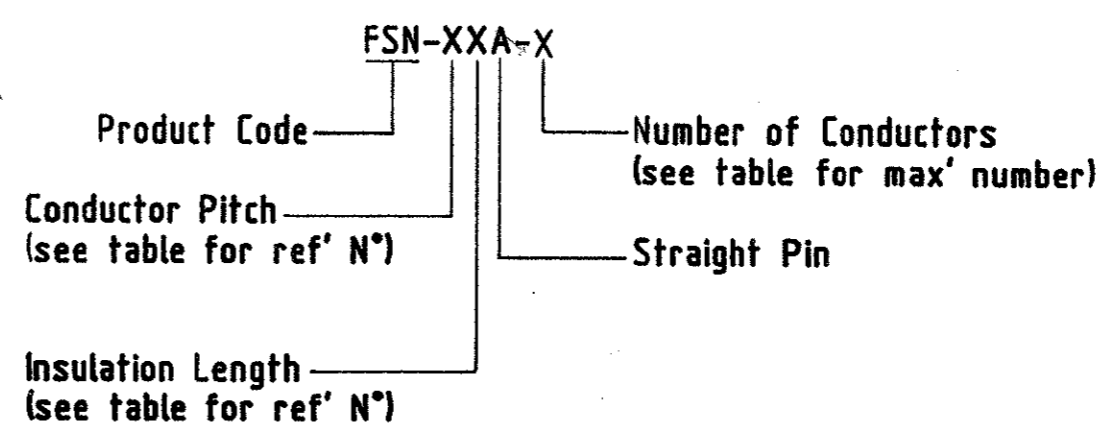 FSN-XXA-X
Product Code
Number of Conductors
(see table for max' number)
Conductor Pitch
(see table for ref' N°)
Straight Pin
Insulation Length
(see table for ref' N°)